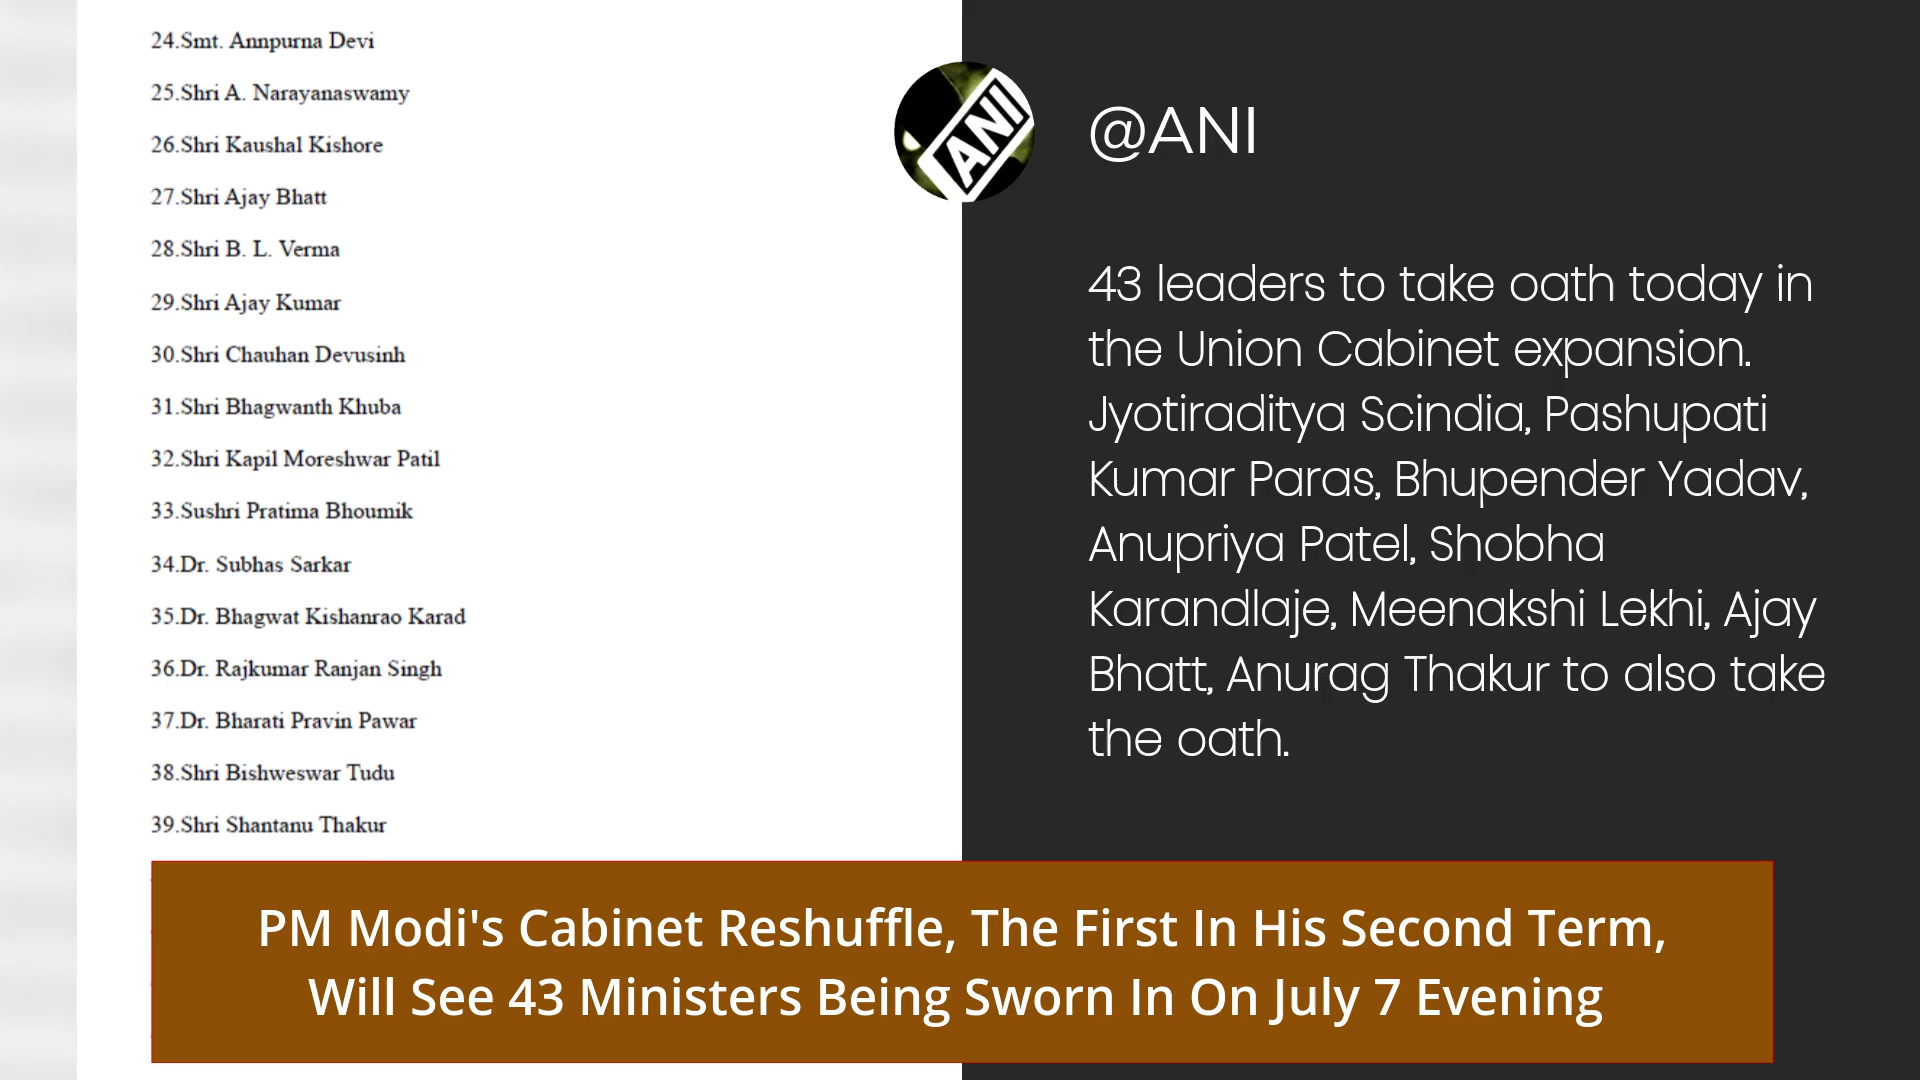 24.Smt. Annpurna Devi
25.Shri A. Narayanaswamy
26.Shri Kaushal Kishore
27.Shri Ajay Bhatt
28.Shri B. L. Verma
29.Shri Ajay Kumar
30.Shri Chauhan Devusinh
31.Shri Bhagwanth Khuba
32.Shri Kapil Moreshwar Patil
33.Sushri Pratima Bhoumik
34.Dr. Subhas Sarkar
35.Dr. Bhagwat Kishanrao Karad
36.Dr. Rajkumar Ranjan Singh
37.Dr. Bharati Pravin Pawar
38.Shri Bishweswar Tudu
39.Shri Shantanu Thakur
ANI
@ANI
43 leaders to take oath today in
the Union Cabinet expansion.
Jyotiraditya Scindia, Pashupati
Kumar Paras, Bhupender Yadav,
Anupriya Patel, Shobha
Karandlaje, Meenakshi Lekhi, Ajay
Bhatt, Anurag Thakur to also take
the oath.
PM Modi's Cabinet Reshuffle, The First In His Second Term,
Will See 43 Ministers Being Sworn In On July 7 Evening